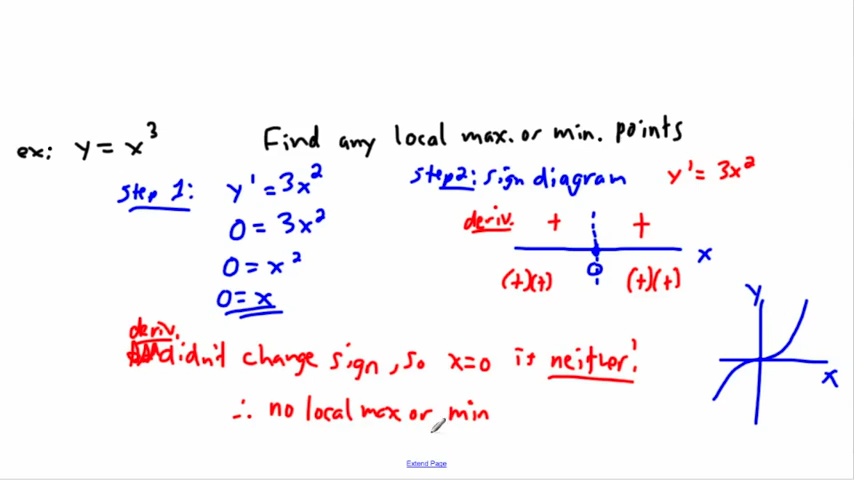 ex: y = x³ Find any local max. or min. points
step 1: y' = 3x²
0 = 3x²
0 = x²
0 = x
step 2: sign diagram y' = 3x²
deriv. + +
x
0
(+)(+) (+)(+)
deriv.
didn't change sign, so x=0 is neither!
∴ no local max or min
y
x
Extend Page